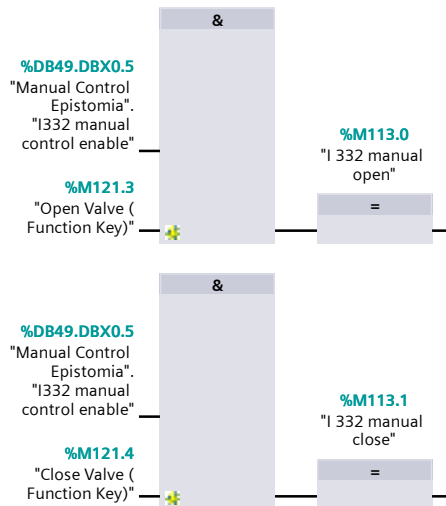 &
%DB49.DBX0.5
"Manual Control
Epistomia".
"I332 manual
control enable"
%M113.0
"I 332 manual
open"
%M121.3
"Open Valve (
Function Key)"
=
&
%DB49.DBX0.5
"Manual Control
Epistomia".
"I332 manual
control enable"
%M113.1
"I 332 manual
close"
%M121.4
"Close Valve (
Function Key)"
=